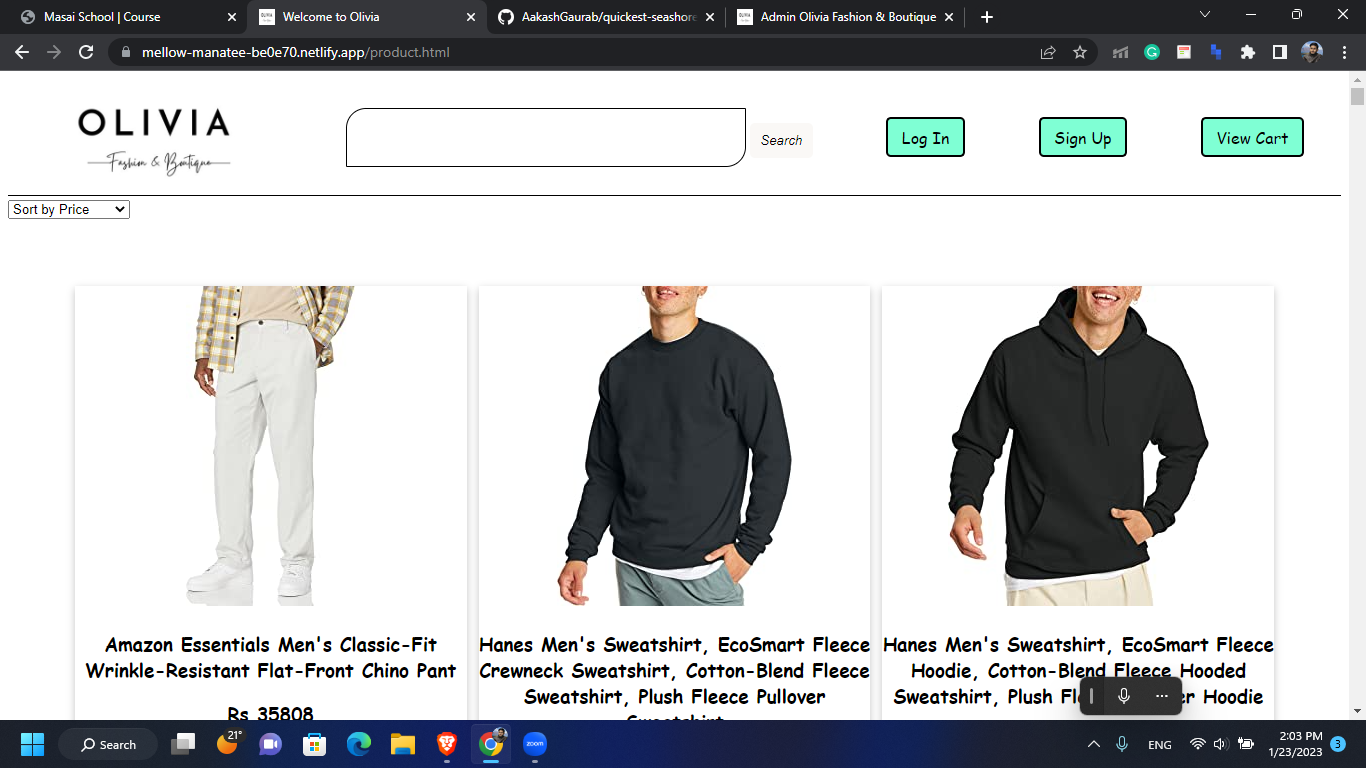 Masai School | Course
Welcome to Olivia
AakashGaurab/quickest-seashore
Admin Olivia Fashion & Boutique
mellow-manatee-be0e70.netlify.app/product.html
OLIVIA
Fashion & Boutique
Search
Log In
Sign Up
View Cart
Sort by Price
Amazon Essentials Men's Classic-Fit
Wrinkle-Resistant Flat-Front Chino Pant
Rs 35808
Hanes Men's Sweatshirt, EcoSmart Fleece
Crewneck Sweatshirt, Cotton-Blend Fleece
Sweatshirt, Plush Fleece Pullover
Sweatshirt
Hanes Men's Sweatshirt, EcoSmart Fleece
Hoodie, Cotton-Blend Fleece Hooded
Sweatshirt, Plush Hoodie
Search
21°
zoom
ENG
2:03 PM
1/23/2023
3